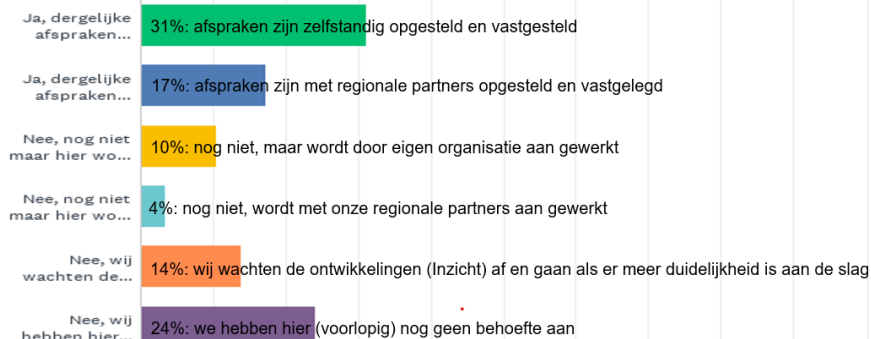 Ja, dergelijke
afspraken...
31%: afspraken zijn zelfstandig opgesteld en vastgesteld
Ja, dergelijke
afspraken...
17%: afspraken zijn met regionale partners opgesteld en vastgelegd
Nee, nog niet
maar hier wo...
10%: nog niet, maar wordt door eigen organisatie aan gewerkt
Nee, nog niet
maar hier wo...
4%: nog niet, wordt met onze regionale partners aan gewerkt
Nee, wij
wachten de...
14%: wij wachten de ontwikkelingen (Inzicht) af en gaan als er meer duidelijkheid is aan de slag
Nee, wij
hebben hier...
24%: we hebben hier (voorlopig) nog geen behoefte aan